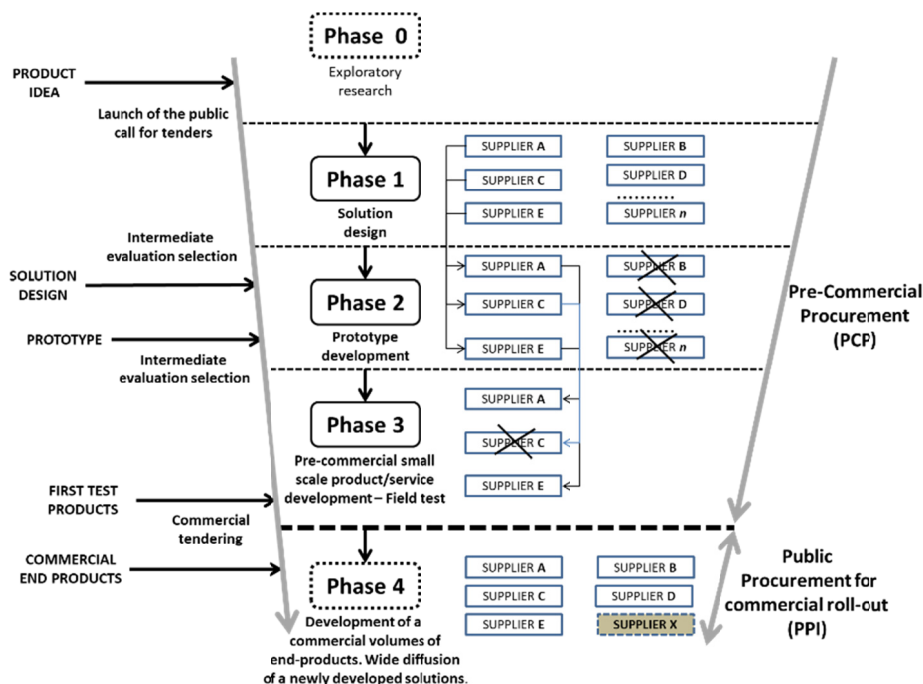 Phase 0
Exploratory
research
PRODUCT
IDEA
Launch of the public
call for tenders
SUPPLIER A
SUPPLIER B
Phase 1
SUPPLIER C
SUPPLIER D
Solution
design
SUPPLIER E
SUPPLIER n
Intermediate
evaluation selection
SOLUTION
DESIGN
Phase 2
SUPPLIER A
SUPPLIER B
SUPPLIER C
SUPPLIER D
Pre-Commercial
Procurement
(PCP)
PROTOTYPE
Prototype
development
SUPPLIER E
SUPPLIER n
Intermediate
evaluation selection
Phase 3
SUPPLIER A
SUPPLIER C
Pre-commercial small
scale product/service
development – Field test
SUPPLIER E
FIRST TEST
PRODUCTS
Commercial
tendering
COMMERCIAL
END PRODUCTS
Phase 4
SUPPLIER A
SUPPLIER B
SUPPLIER C
SUPPLIER D
SUPPLIER E
SUPPLIER X
Public
Procurement for
commercial roll-out
(PPI)
Development of a
commercial volumes of
end-products. Wide diffusion
of a newly developed solutions.